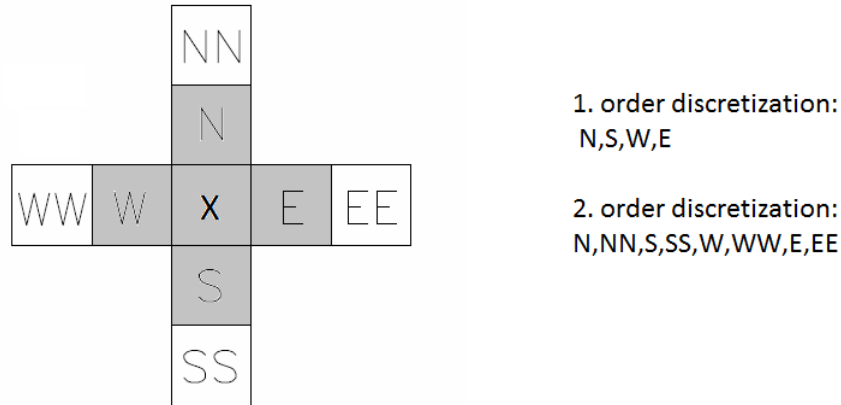 NN
N
WW W X E EE
S
SS
1. order discretization:
N,S,W,E
2. order discretization:
N,NN,S,SS,W,WW,E,EE